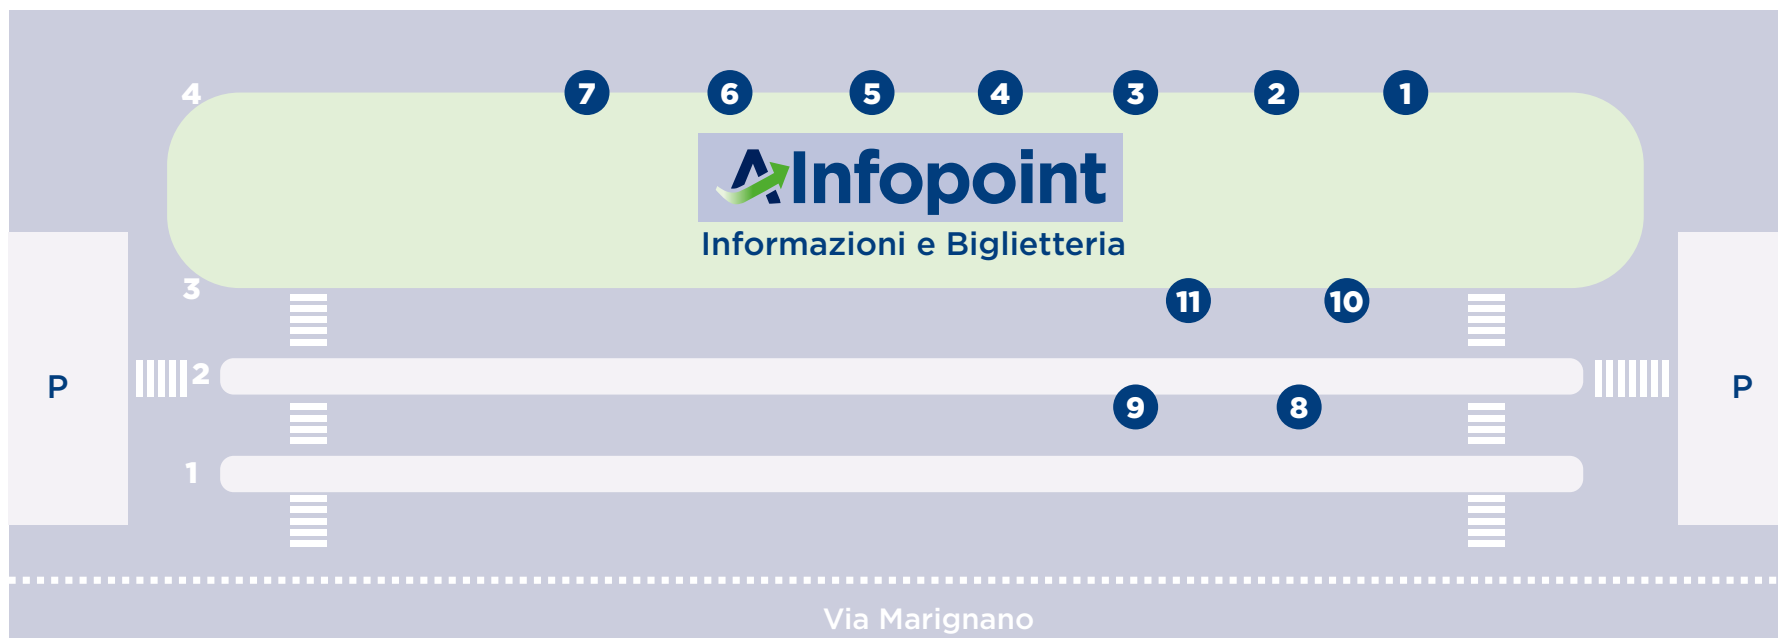 4 7 6 5 4 3 2 1
Infopoint
Informazioni e Biglietteria
3 11 10
P 2 P
9 8
1
Via Marignano